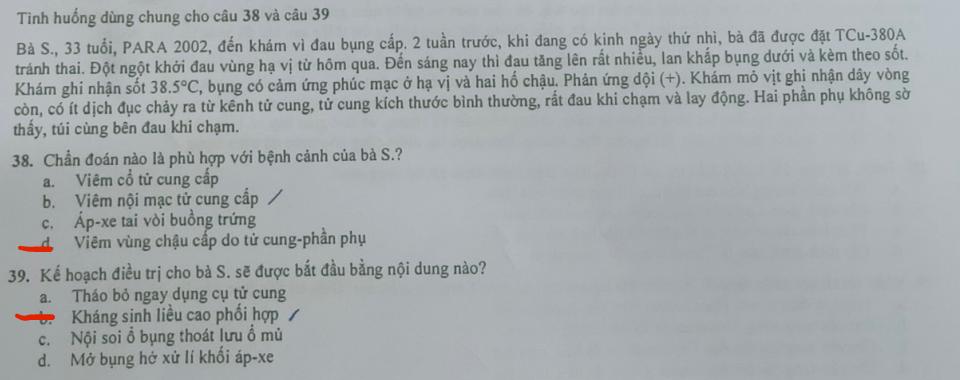 Tình huống dùng chung cho câu 38 và câu 39
Bà S., 33 tuổi, PARA 2002, đến khám vì đau bụng cấp. 2 tuần trước, khi đang có kinh ngày thứ nhì, bà đã được đặt TCu-380A
tránh thai. Đột ngột khởi đau vùng hạ vị từ hôm qua. Đến sáng nay thì đau tăng lên rất nhiều, lan khắp bụng dưới và kèm theo sốt.
Khám ghi nhận sốt 38.5°C, bụng có cảm ứng phúc mạc ở hạ vị và hai hố chậu. Phản ứng dội (+). Khám mỏ vịt ghi nhận dây vòng
còn, có ít dịch đục chảy ra từ kênh tử cung, tử cung kích thước bình thường, rất đau khi chạm và lay động. Hai phần phụ không sờ
thấy, túi cùng bên đau khi chạm.
38. Chẩn đoán nào là phù hợp với bệnh cảnh của bà S.?
a. Viêm cổ tử cung cấp
b. Viêm nội mạc tử cung cấp
c. Áp-xe tai vòi buồng trứng
d. Viêm vùng chậu cấp do tử cung-phần phụ
39. Kế hoạch điều trị cho bà S. sẽ được bắt đầu bằng nội dung nào?
a. Tháo bỏ ngay dụng cụ tử cung
b. Kháng sinh liều cao phối hợp
c. Nội soi ổ bụng thoát lưu ổ mủ
d. Mở bụng hở xử lí khối áp-xe